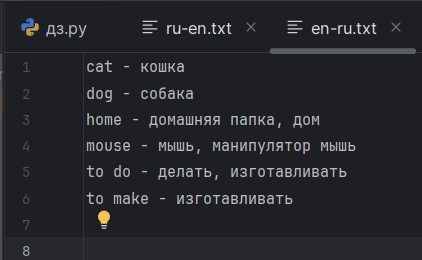 дз.py ru-en.txt en-ru.txt
1 cat - кошка
2 dog - собака
3 home - домашняя папка, дом
4 mouse - мышь, манипулятор мышь
5 to do - делать, изготавливать
6 to make - изготавливать
7
8